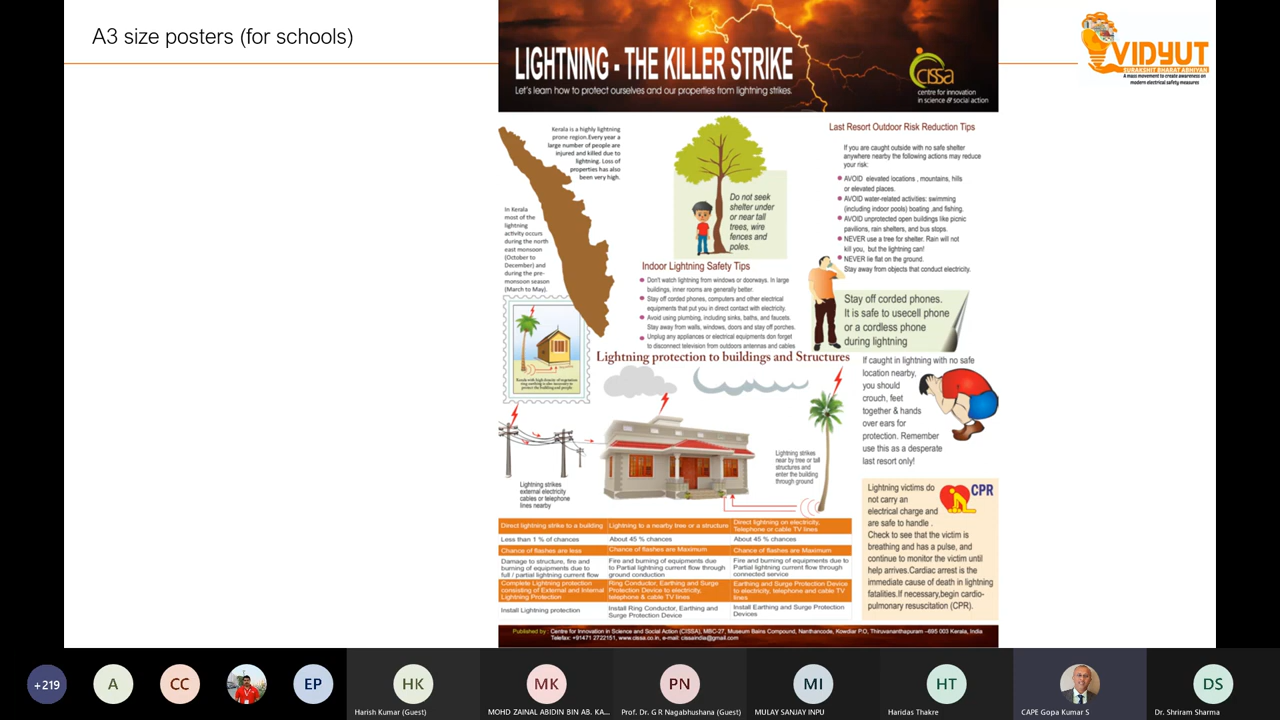 A3 size posters (for schools)
VIDYUT
SURAKSHIT BHARAT ABHIYAN
A mass movement to create awareness on
modern electrical safety measures
LIGHTNING - THE KILLER STRIKE
Let's learn how to protect ourselves and our properties from lightning strikes.
cissa
centre for innovation
in science & social action
Kerala is a highly lightning
prone region.Every year a
large number of people are
injured and killed due to
lightning. Loss of
properties has also
been very high.
In Kerala
most of the
lightning
activity occurs
during the north
east monsoon
(October to
December) and
during the pre-
monsoon season
(March to May).
Do not seek
shelter under
or near tall
trees, wire
fences and
poles.
Indoor Lightning Safety Tips
Don't watch lightning from windows or doorways. In large
buildings, inner rooms are generally better.
Stay off corded phones, computers and other electrical
equipments that put you in direct contact with electricity.
Avoid using plumbing, including sinks, baths, and faucets.
Stay away from walls, windows, doors and stay off porches.
Unplug any appliances or electrical equipments don forget
to disconnect television from outdoors antennas and cables
Last Resort Outdoor Risk Reduction Tips
If you are caught outside with no safe shelter
anywhere nearby the following actions may reduce
your risk:
AVOID elevated locations , mountains, hills
or elevated places.
AVOID water-related activities: swimming
(including indoor pools) boating ,and fishing.
AVOID unprotected open buildings like picnic
pavilions, rain shelters, and bus stops.
NEVER use a tree for shelter. Rain will not
kill you, but the lightning can!
NEVER lie flat on the ground.
Stay away from objects that conduct electricity.
Stay off corded phones.
It is safe to usecell phone
or a cordless phone
during lightning
Lightning protection to buildings and Structures
If caught in lightning with no safe
location nearby,
you should
crouch, feet
together & hands
over ears for
protection. Remember
use this as a desperate
last resort only!
Lightning strikes
external electricity
cables or telephone
lines nearby
Lightning strikes
near by tree or tall
structures and
enter the building
through ground
Lightning victims do
not carry an
electrical charge and
are safe to handle .
Check to see that the victim is
breathing and has a pulse, and
continue to monitor the victim until
help arrives.Cardiac arrest is the
immediate cause of death in lightning
fatalities.If necessary,begin cardio-
pulmonary resuscitation (CPR).
CPR
Direct lightning strike to a building
Lightning to a nearby tree or a structure
Direct lightning on electricity,
Telephone or cable TV lines
Less than 1 % of chances
About 45 % chances
About 45 % chances
Chance of flashes are less
Chance of flashes are Maximum
Chance of flashes are Maximum
Damage to structure, fire and
burning of equipments due to
full / partial lightning current flow
Fire and burning of equipments due
to Partial lightning current flow through
ground conduction
Fire and burning of equipments due to
Partial lightning current flow through
connected service
Complete Lightning protection
consisting of External and Internal
Lightning Protection
Ring Conductor, Earthing and Surge
Protection Device to electricity,
telephone & cable TV lines
Earthing and Surge Protection Device
to electricity, telephone and cable TV
lines
Install Lightning protection
Install Ring Conductor, Earthing and
Surge Protection Device
Install Earthing and Surge Protection
Devices
Published by : Centre for Innovation in Science and Social Action (CISSA), MBC-27, Museum Bains Compound, Nanthancode, Kowdiar P.O, Thiruvananthapuram –695 003 Kerala, India
Telefax: +91471 2722151, www.cissa.co.in, e-mail: cissaindia@gmail.com
+219
A
CC
EP
HK
Harish Kumar (Guest)
MK
MOHD ZAINAL ABIDIN BIN AB. KA...
PN
Prof. Dr. G R Nagabhushana (Guest)
MI
MULAY SANJAY INPU
HT
Haridas Thakre
CAPE Gopa Kumar S
DS
Dr. Shriram Sharma